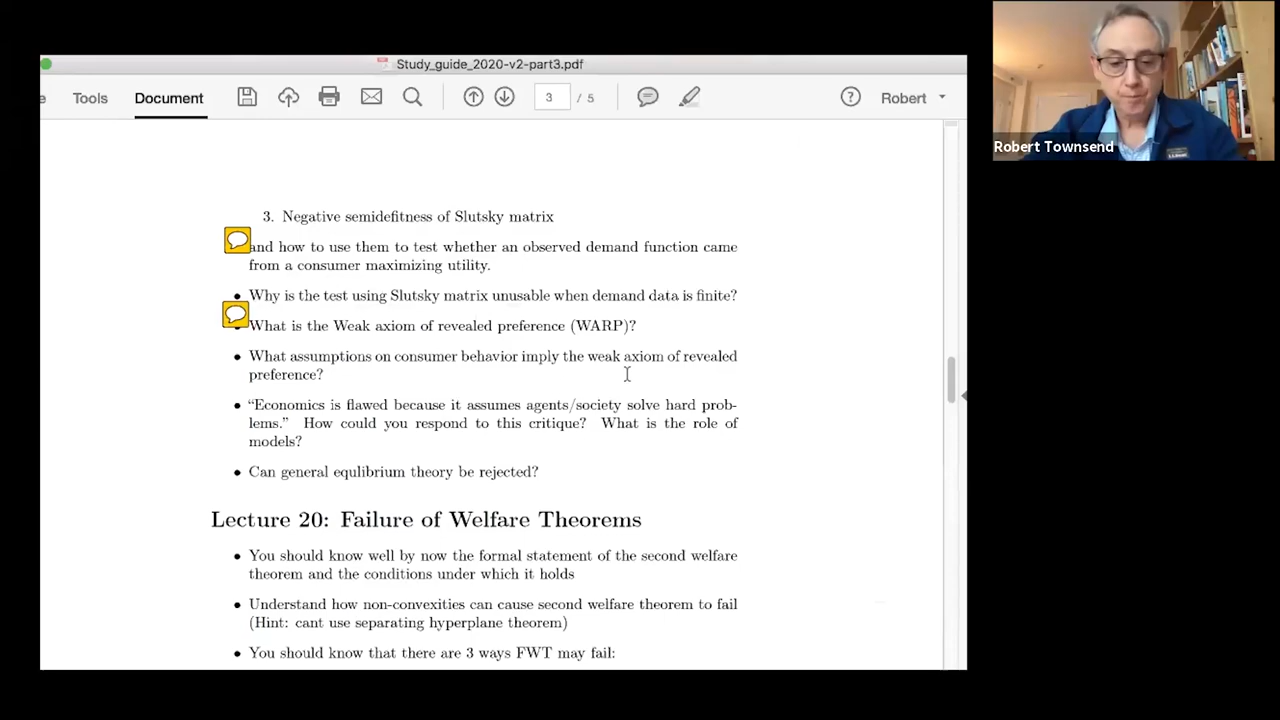 Study_guide_2020-v2-part3.pdf
e Tools Document 3 / 5 Robert
Robert Townsend
3. Negative semidefitness of Slutsky matrix
and how to use them to test whether an observed demand function came
from a consumer maximizing utility.
• Why is the test using Slutsky matrix unusable when demand data is finite?
• What is the Weak axiom of revealed preference (WARP)?
• What assumptions on consumer behavior imply the weak axiom of revealed
preference?
• “Economics is flawed because it assumes agents/society solve hard prob-
lems.” How could you respond to this critique? What is the role of
models?
• Can general equlibrium theory be rejected?
Lecture 20: Failure of Welfare Theorems
• You should know well by now the formal statement of the second welfare
theorem and the conditions under which it holds
• Understand how non-convexities can cause second welfare theorem to fail
(Hint: cant use separating hyperplane theorem)
• You should know that there are 3 ways FWT may fail: